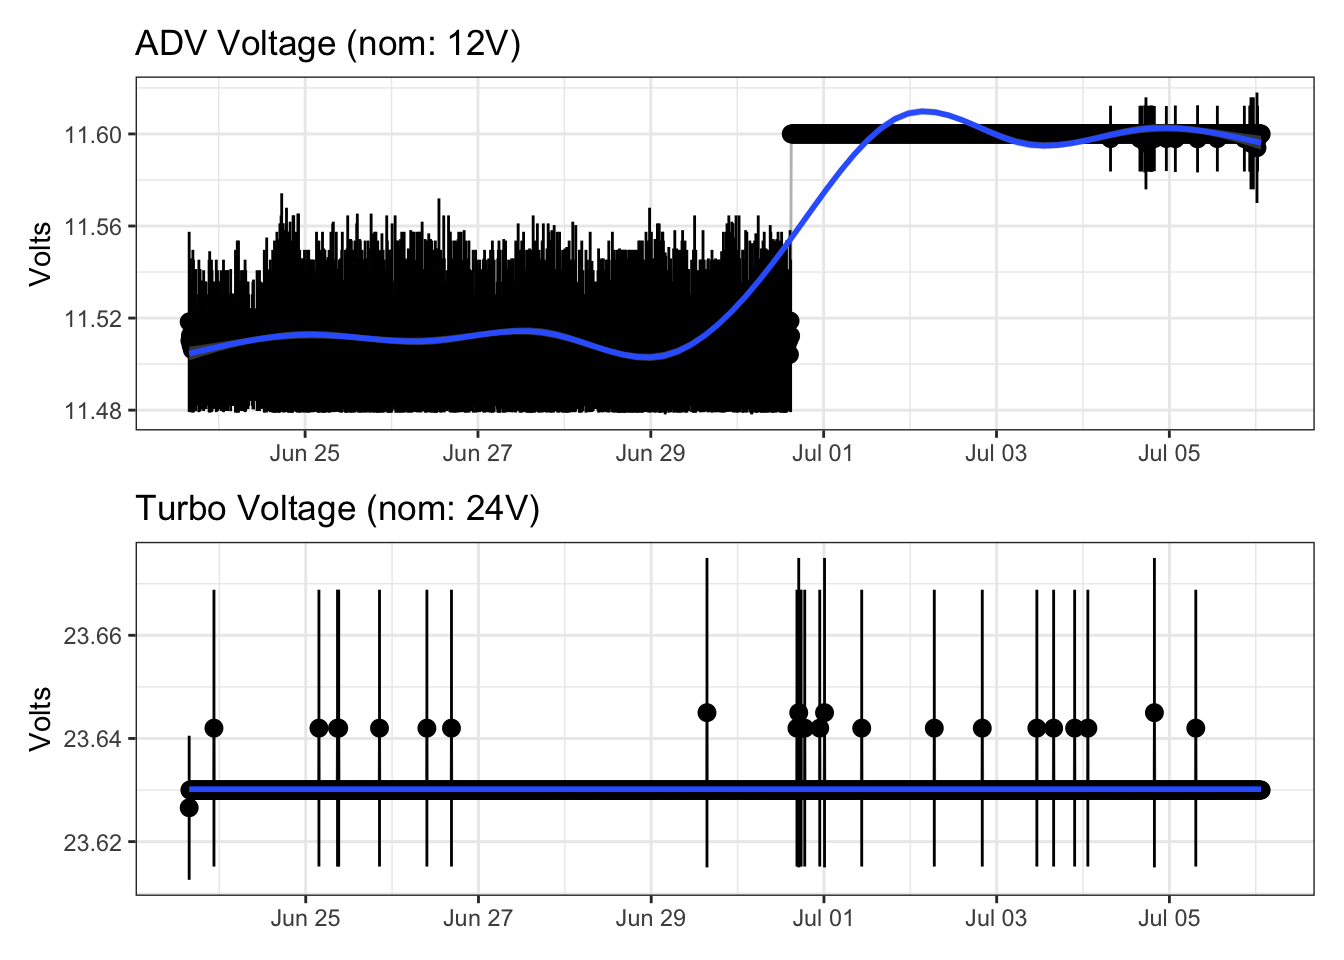 ADV Voltage (nom: 12V)
Volts
11.60
11.56
11.52
11.48
Jun 25 Jun 27 Jun 29 Jul 01 Jul 03 Jul 05
Turbo Voltage (nom: 24V)
Volts
23.66
23.64
23.62
Jun 25 Jun 27 Jun 29 Jul 01 Jul 03 Jul 05